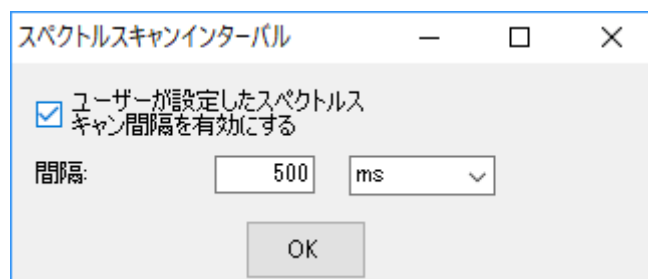 スペクトルスキャンインターバル
ユーザーが設定したスペクトルス
キャン間隔を有効にする
間隔: 500 ms
OK